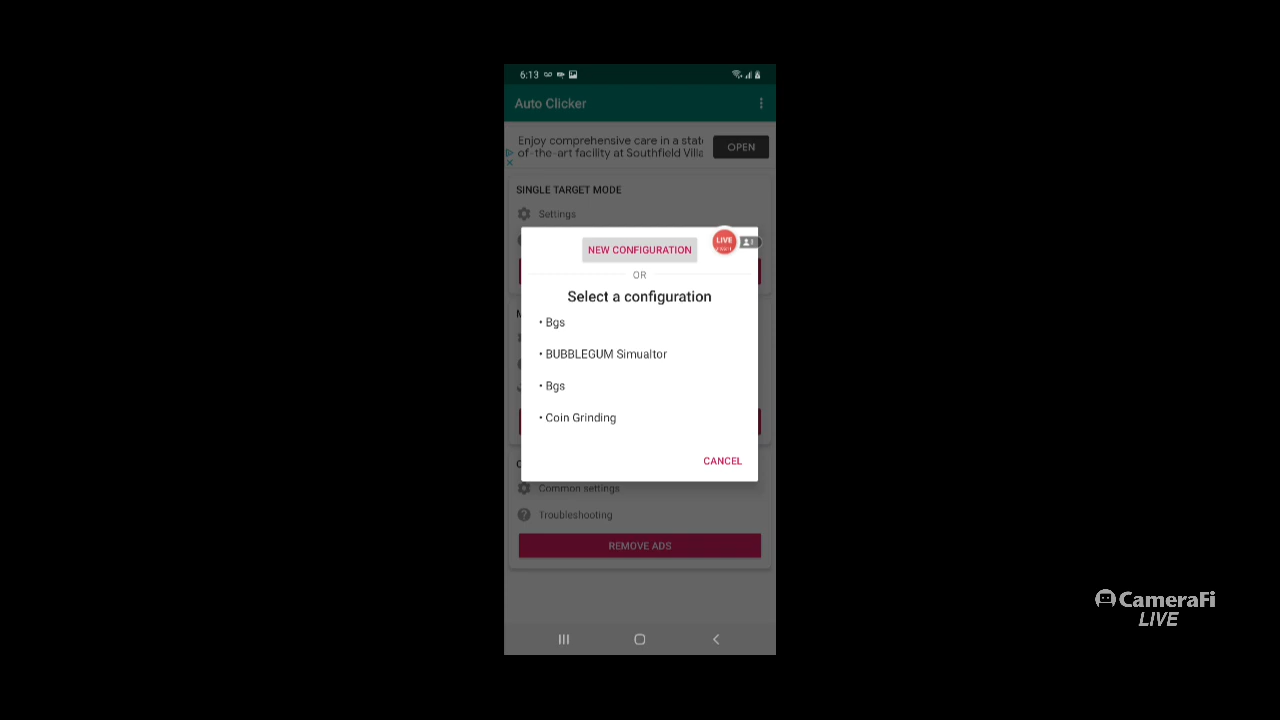 6:13
Auto Clicker
Enjoy comprehensive care in a stat
of-the-art facility at Southfield Villa
OPEN
SINGLE TARGET MODE
Settings
LIVE
NEW CONFIGURATION
OR
Select a configuration
• Bgs
• BUBBLEGUM Simualtor
• Bgs
• Coin Grinding
CANCEL
Common settings
Troubleshooting
REMOVE ADS
CameraFi
LIVE